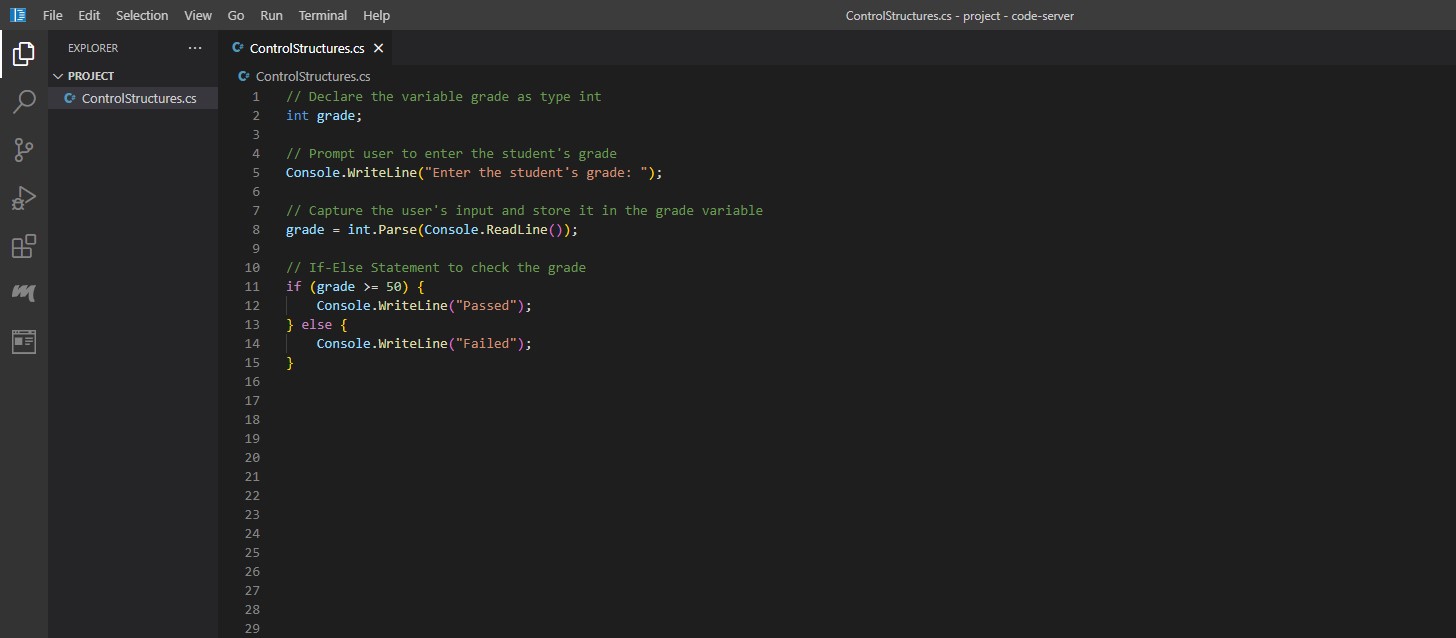 File Edit Selection View Go Run Terminal Help
ControlStructures.cs - project - code-server
EXPLORER ···
PROJECT
C# ControlStructures.cs
C# ControlStructures.cs ×
C# ControlStructures.cs
1 // Declare the variable grade as type int
2 int grade;
3
4 // Prompt user to enter the student's grade
5 Console.WriteLine("Enter the student's grade: ");
6
7 // Capture the user's input and store it in the grade variable
8 grade = int.Parse(Console.ReadLine());
9
10 // If-Else Statement to check the grade
11 if (grade >= 50) {
12     Console.WriteLine("Passed");
13 } else {
14     Console.WriteLine("Failed");
15 }
16
17
18
19
20
21
22
23
24
25
26
27
28
29